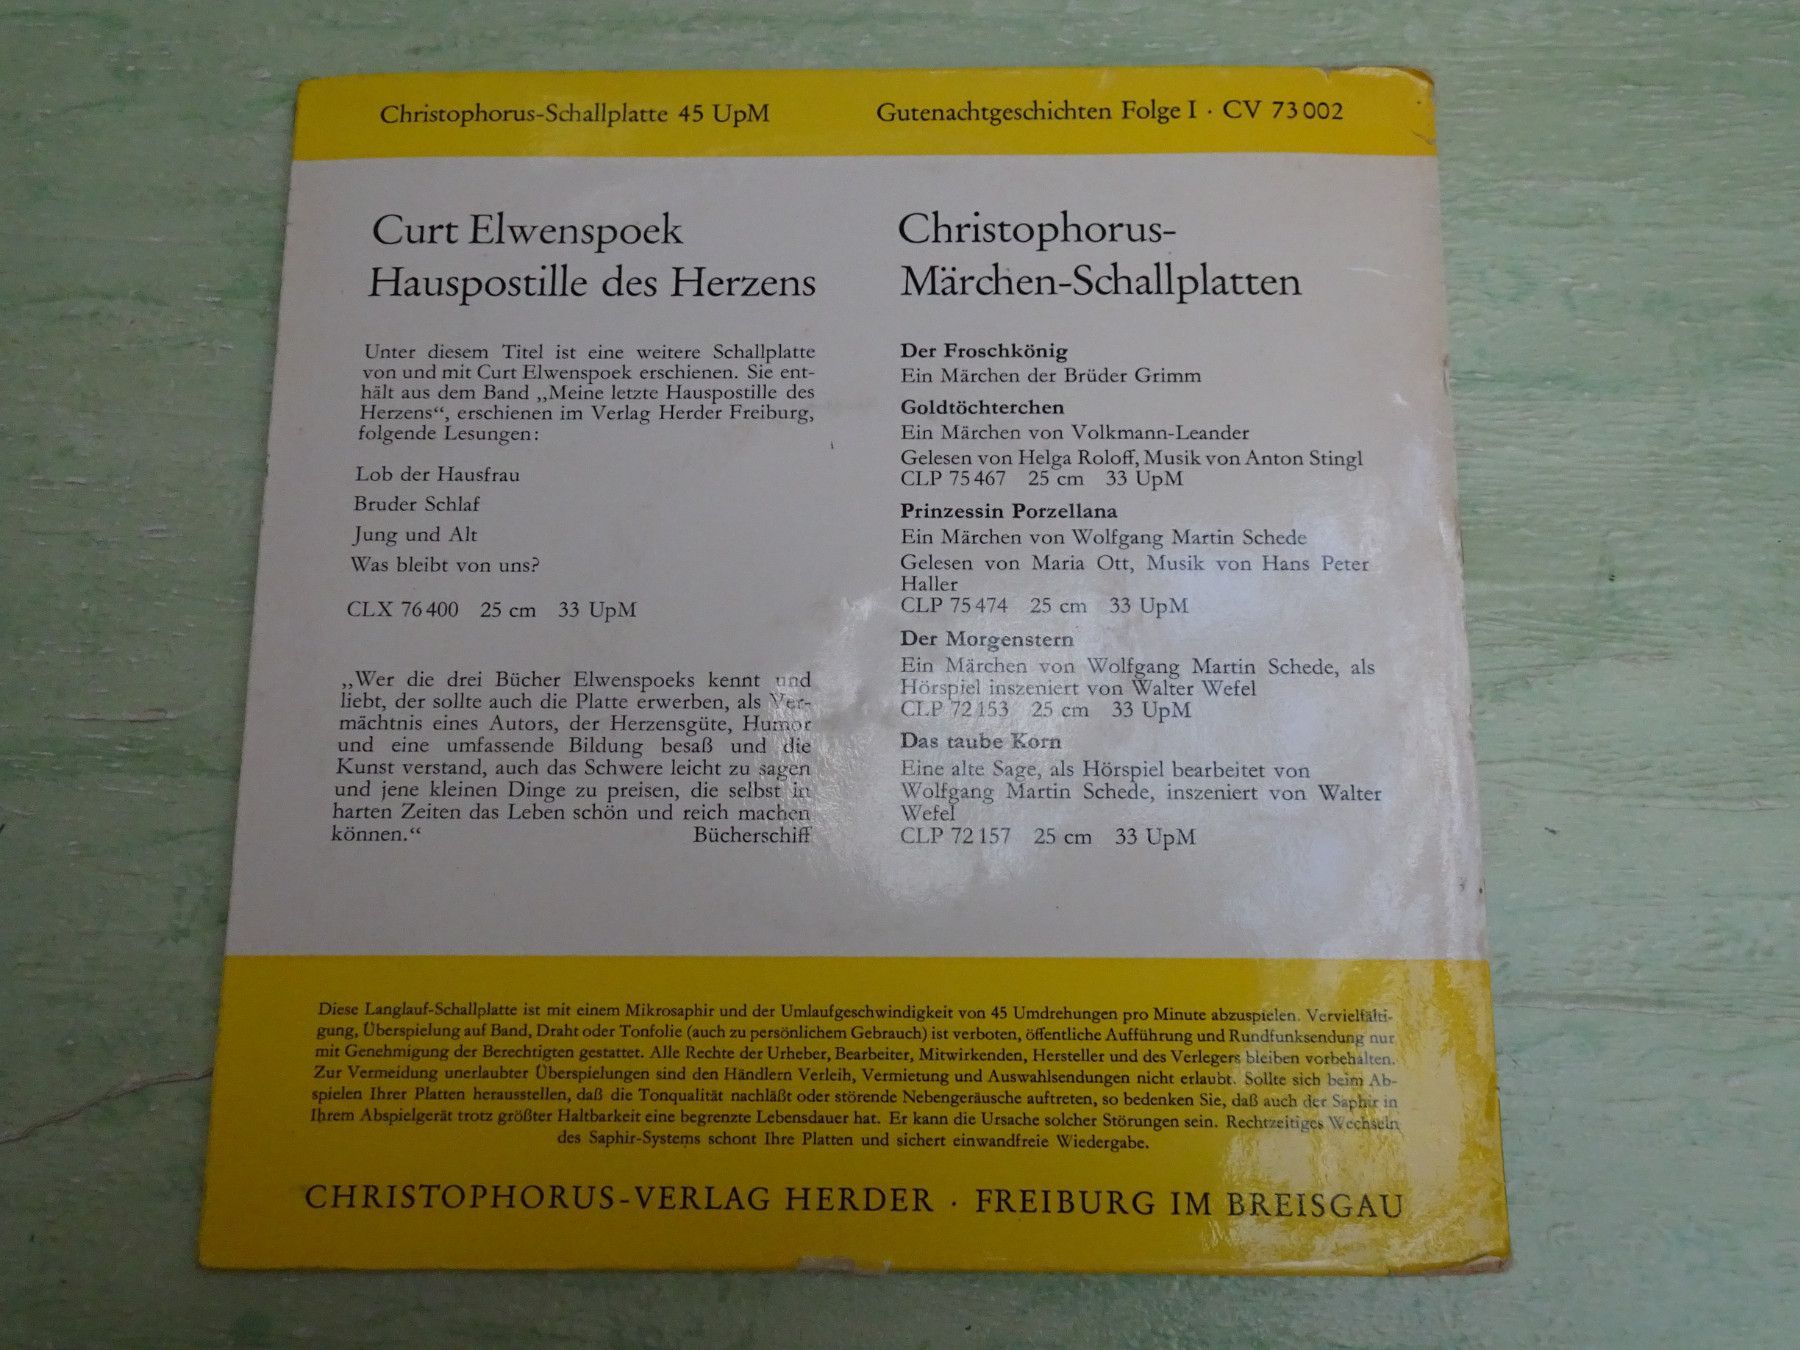 Christophorus-Schallplatte 45 UpM
Gutenachtgeschichten Folge I · CV 73 002
Curt Elwenspoek
Hauspostille des Herzens
Unter diesem Titel ist eine weitere Schallplatte
von und mit Curt Elwenspoek erschienen. Sie ent-
hält aus dem Band „Meine letzte Hauspostille des
Herzens“, erschienen im Verlag Herder Freiburg,
folgende Lesungen:
Lob der Hausfrau
Bruder Schlaf
Jung und Alt
Was bleibt von uns?
CLX 76 400 25 cm 33 UpM
„Wer die drei Bücher Elwenspoeks kennt und
liebt, der sollte auch die Platte erwerben, als Ver-
mächtnis eines Autors, der Herzensgüte, Humor
und eine umfassende Bildung besaß und die
Kunst verstand, auch das Schwere leicht zu sagen
und jene kleinen Dinge zu preisen, die selbst in
harten Zeiten das Leben schön und reich machen
können.“ Bücherschiff
Christophorus-
Märchen-Schallplatten
Der Froschkönig
Ein Märchen der Brüder Grimm
Goldtöchterchen
Ein Märchen von Volkmann-Leander
Gelesen von Helga Roloff, Musik von Anton Stingl
CLP 75 467 25 cm 33 UpM
Prinzessin Porzellana
Ein Märchen von Wolfgang Martin Schede
Gelesen von Maria Ott, Musik von Hans Peter
Haller
CLP 75 474 25 cm 33 UpM
Der Morgenstern
Ein Märchen von Wolfgang Martin Schede, als
Hörspiel inszeniert von Walter Wefel
CLP 72 153 25 cm 33 UpM
Das taube Korn
Eine alte Sage, als Hörspiel bearbeitet von
Wolfgang Martin Schede, inszeniert von Walter
Wefel
CLP 72 157 25 cm 33 UpM
Diese Langlauf-Schallplatte ist mit einem Mikrosaphir und der Umlaufgeschwindigkeit von 45 Umdrehungen pro Minute abzuspielen. Vervielfälti-
gung, Überspielung auf Band, Draht oder Tonfolie (auch zu persönlichem Gebrauch) ist verboten, öffentliche Aufführung und Rundfunksendung nur
mit Genehmigung der Berechtigten gestattet. Alle Rechte der Urheber, Bearbeiter, Mitwirkenden, Hersteller und des Verlegers bleiben vorbehalten.
Zur Vermeidung unerlaubter Überspielungen sind den Händlern Verleih, Vermietung und Auswahlsendungen nicht erlaubt. Sollte sich beim Ab-
spielen Ihrer Platten herausstellen, daß die Tonqualität nachläßt oder störende Nebengeräusche auftreten, so bedenken Sie, daß auch der Saphir in
Ihrem Abspielgerät trotz größter Haltbarkeit eine begrenzte Lebensdauer hat. Er kann die Ursache solcher Störungen sein. Rechtzeitiges Wechseln
des Saphir-Systems schont Ihre Platten und sichert einwandfreie Wiedergabe.
CHRISTOPHORUS-VERLAG HERDER · FREIBURG IM BREISGAU